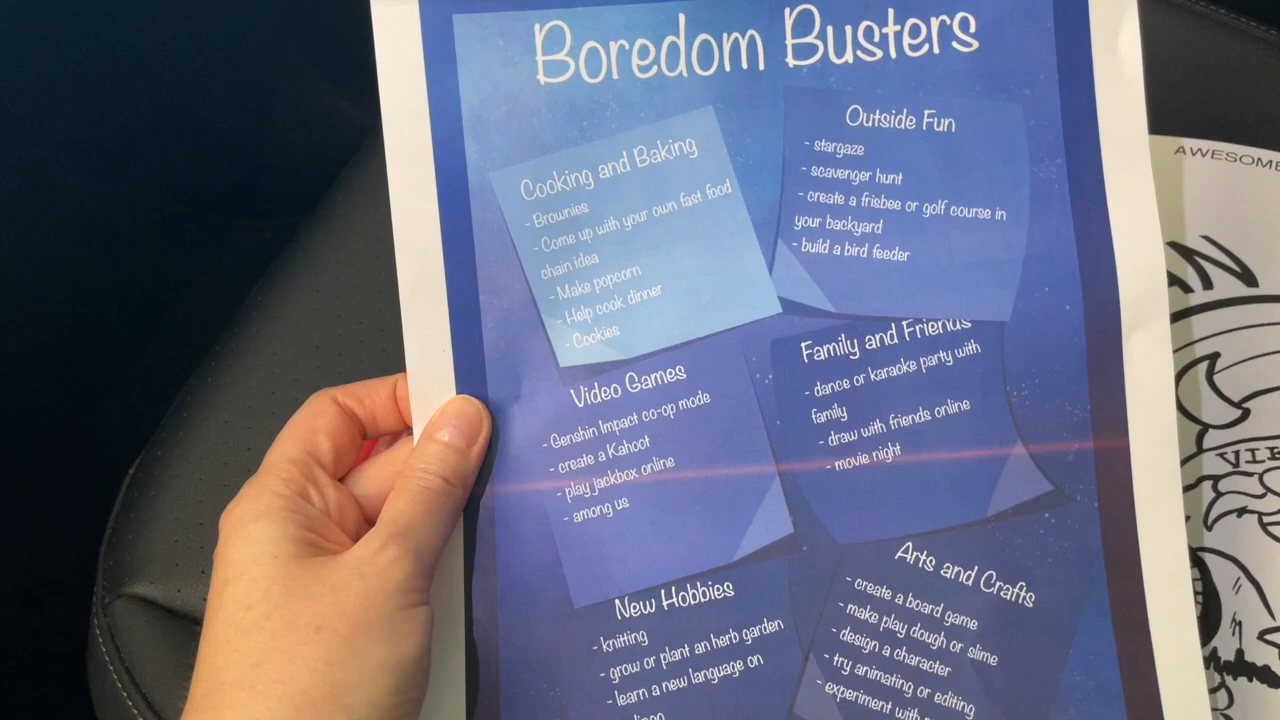 Boredom Busters
Cooking and Baking
- Brownies
- Come up with your own fast food
chain idea
- Make popcorn
- Help cook dinner
- Cookies
Outside Fun
- stargaze
- scavenger hunt
- create a frisbee or golf course in
your backyard
- build a bird feeder
Video Games
- Genshin Impact co-op mode
- create a Kahoot
- play jackbox online
- among us
Family and Friends
- dance or karaoke party with
family
- draw with friends online
- movie night
New Hobbies
- knitting
- grow or plant an herb garden
- learn a new language on
Arts and Crafts
- create a board game
- make play dough or slime
- design a character
- try animating or editing
- experiment with
AWESOME